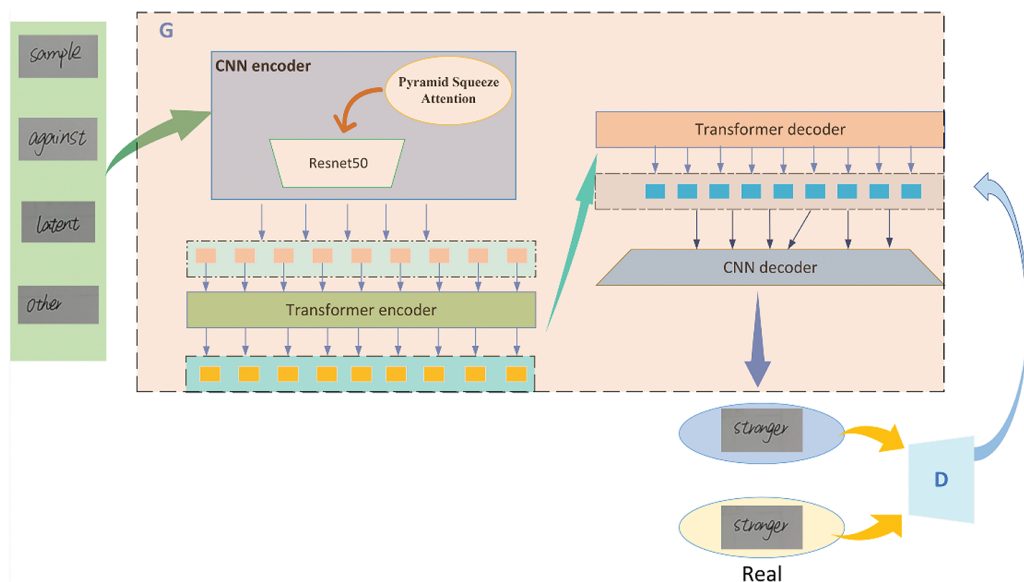 G
sample
against
latent
other
CNN encoder
Pyramid Squeeze
Attention
Resnet50
Transformer encoder
Transformer decoder
CNN decoder
stronger
stronger
Real
D